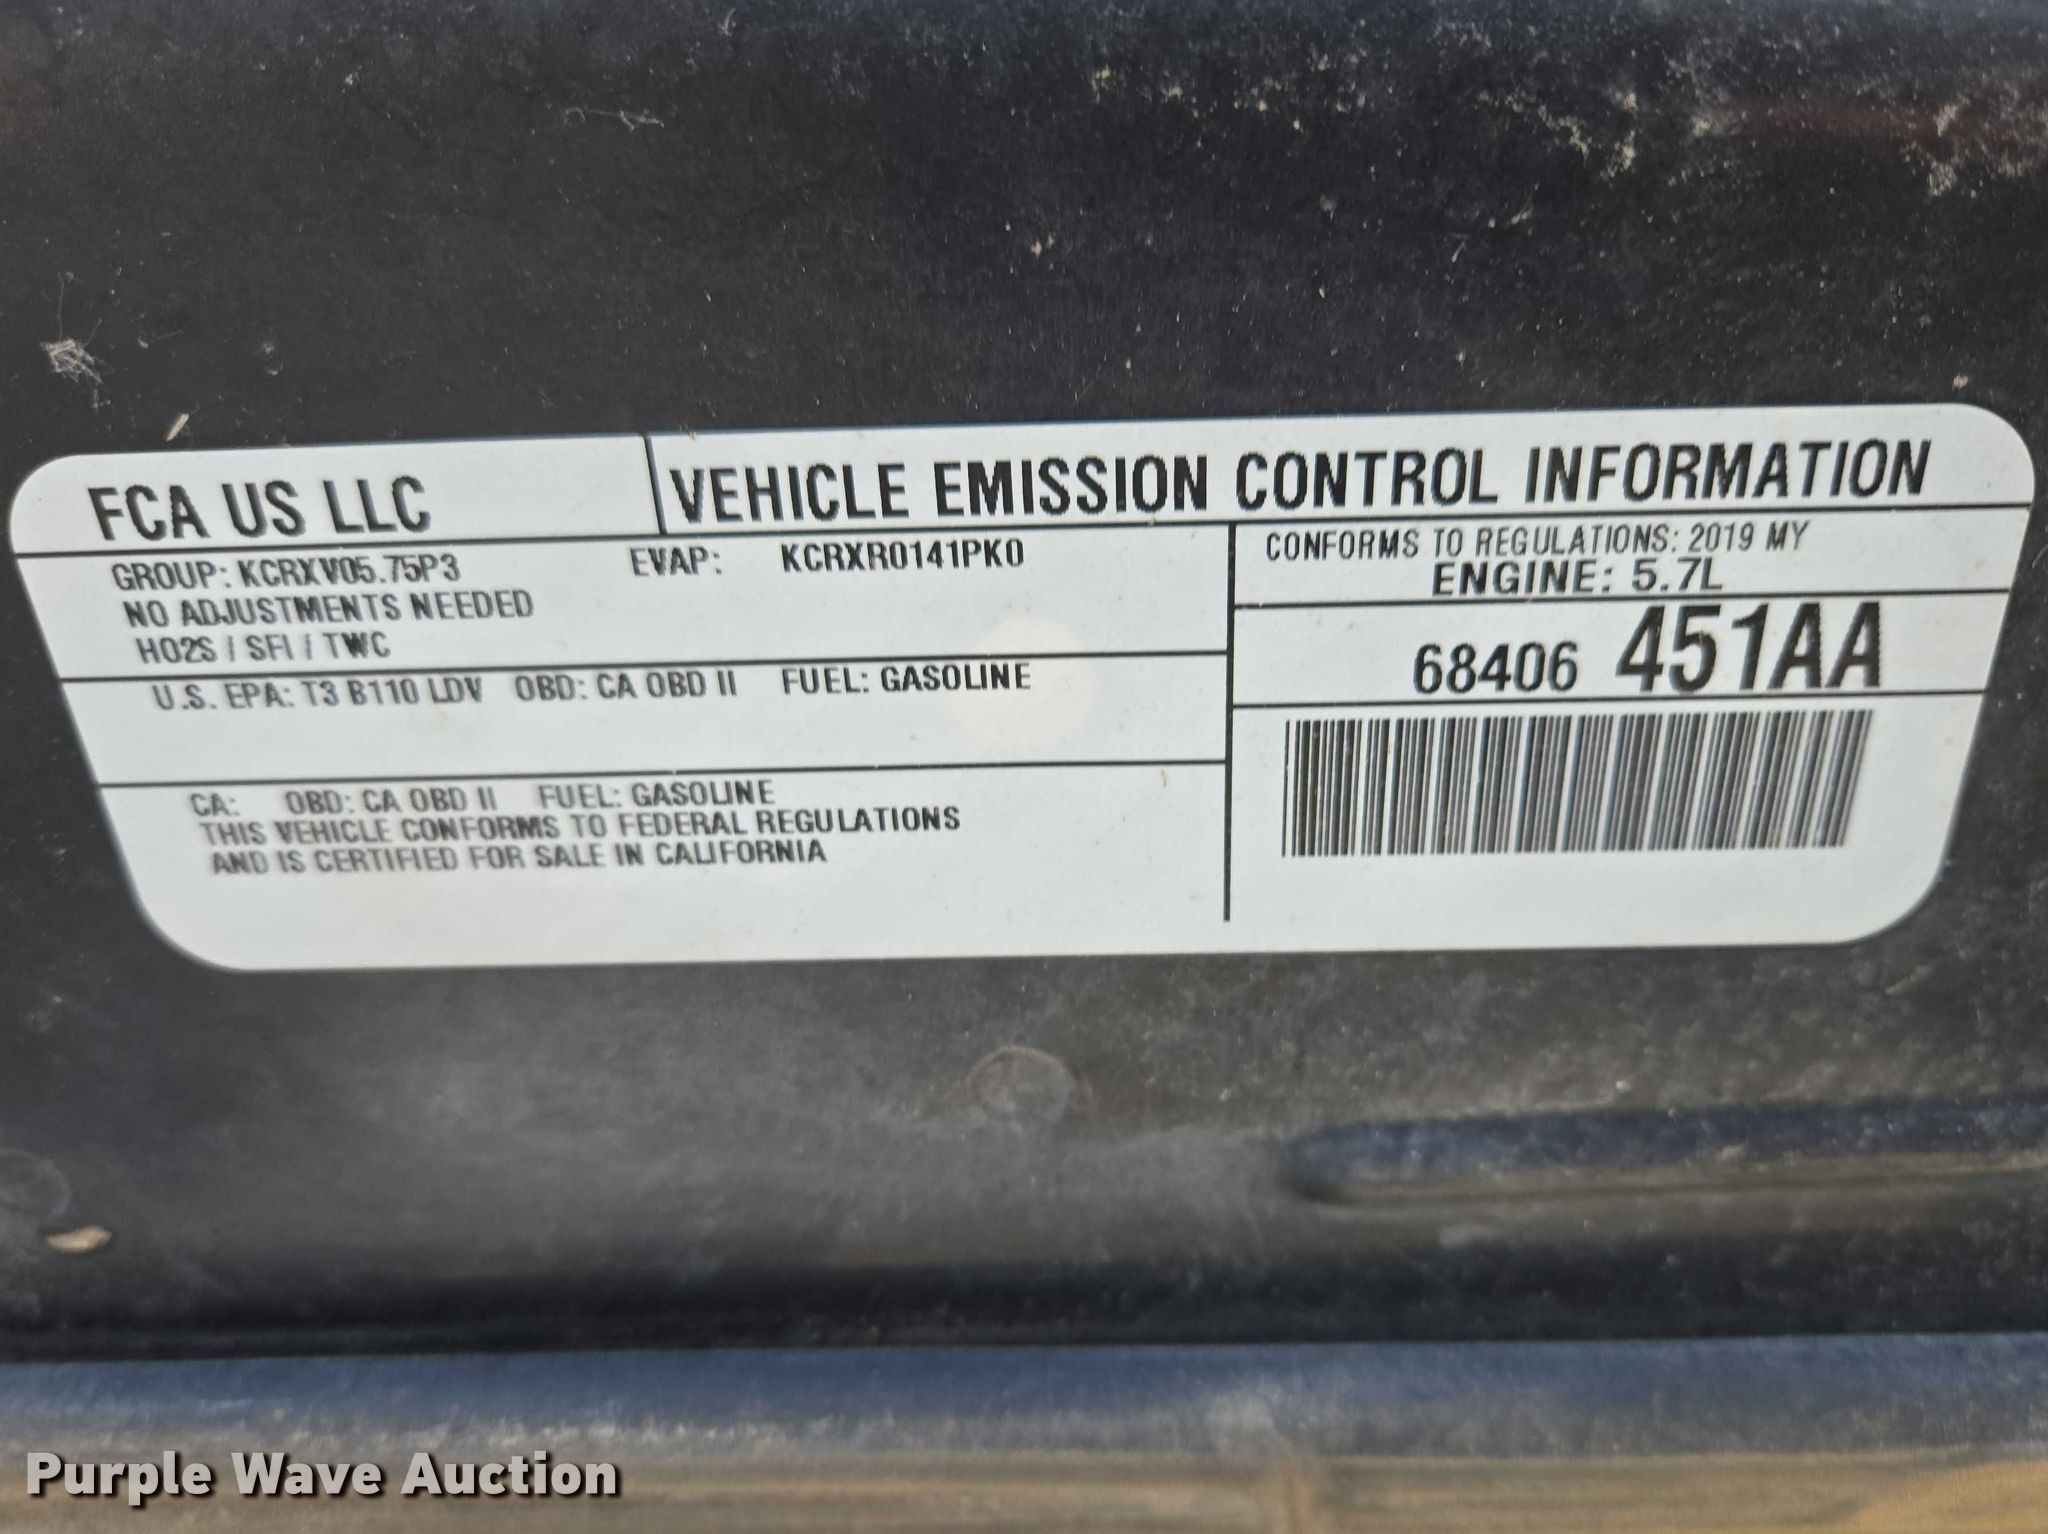 FCA US LLC
VEHICLE EMISSION CONTROL INFORMATION
GROUP: KCRXV05.75P3 EVAP: KCRXR0141PK0
NO ADJUSTMENTS NEEDED
HO2S / SFI / TWC
CONFORMS TO REGULATIONS: 2019 MY
ENGINE: 5.7L
68406 451AA
U.S. EPA: T3 B110 LDV OBD: CA OBD II FUEL: GASOLINE
CA: OBD: CA OBD II FUEL: GASOLINE
THIS VEHICLE CONFORMS TO FEDERAL REGULATIONS
AND IS CERTIFIED FOR SALE IN CALIFORNIA
Purple Wave Auction